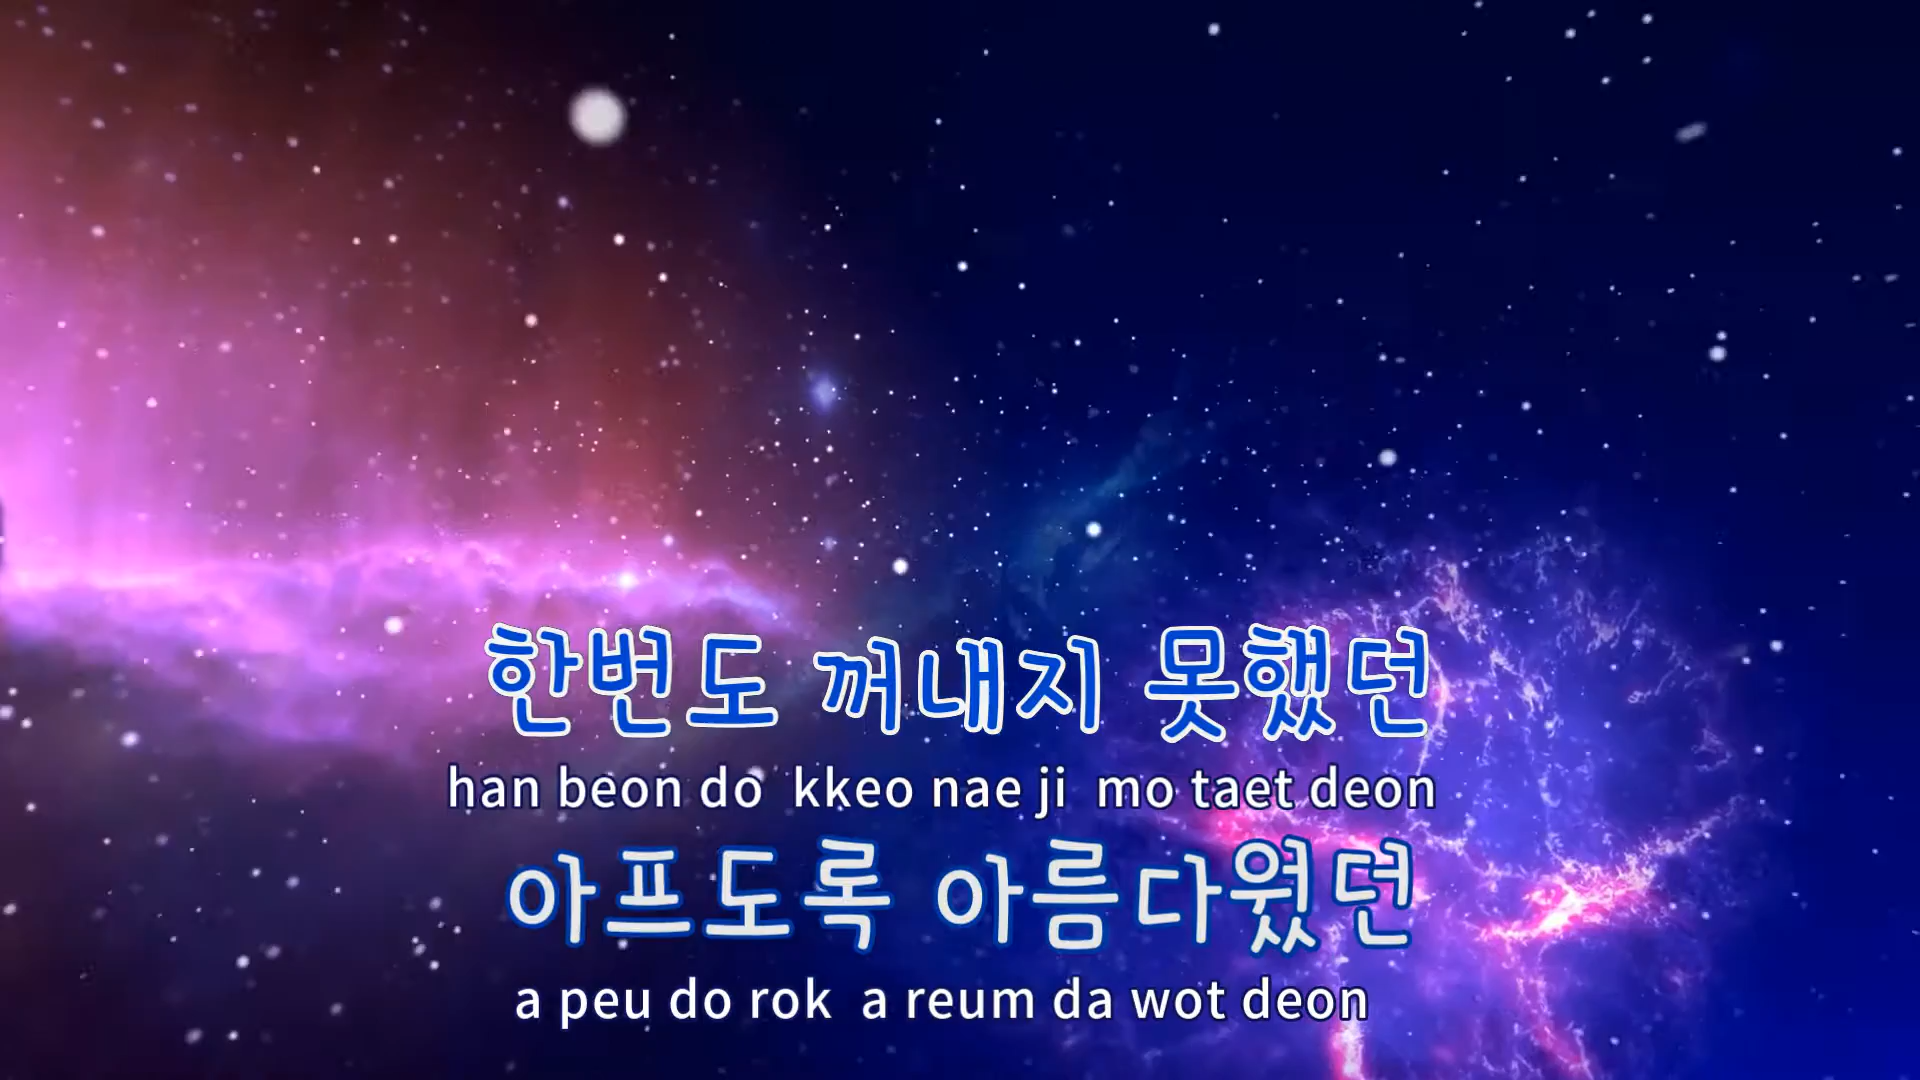 한번도 꺼내지 못했던
han beon do kkeo nae ji mo taet deon
아프도록 아름다웠던
a peu do rok a reum da wot deon